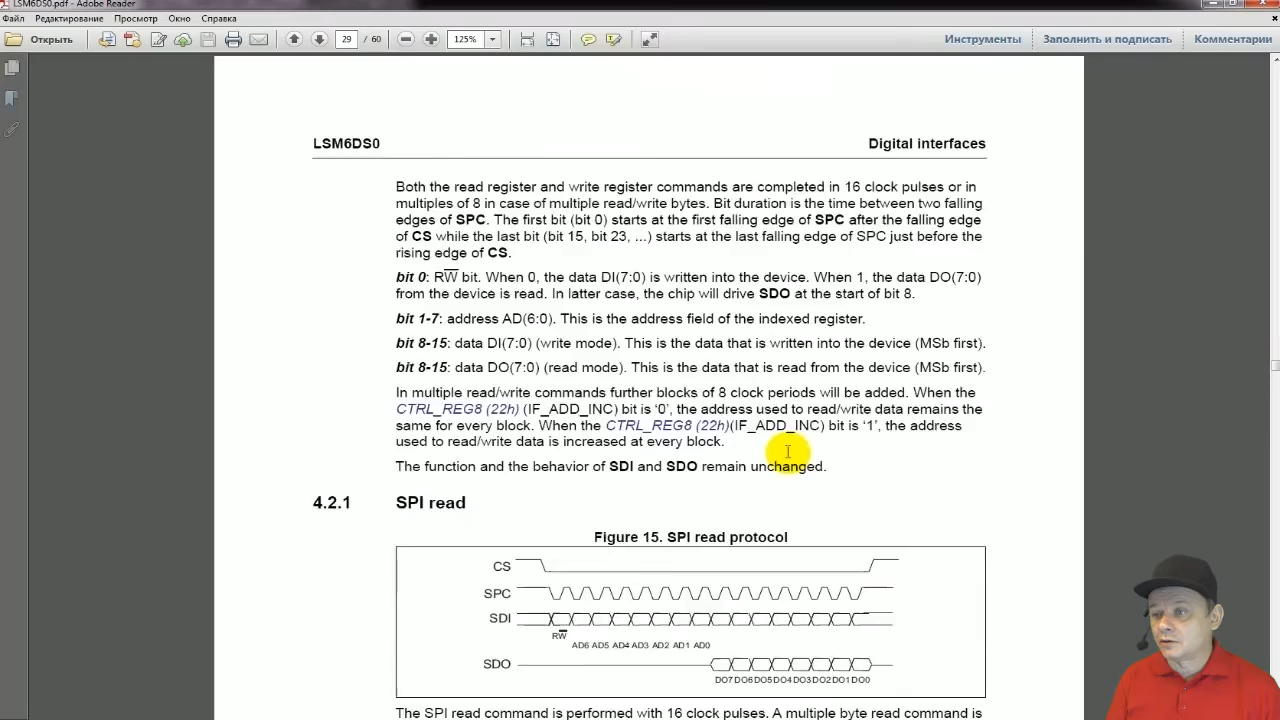 LSM6DS0.pdf - Adobe Reader
Файл Редактирование Просмотр Окно Справка
Открыть 29 / 60 125% Инструменты Заполнить и подписать Комментарии
LSM6DS0 Digital interfaces
Both the read register and write register commands are completed in 16 clock pulses or in
multiples of 8 in case of multiple read/write bytes. Bit duration is the time between two falling
edges of SPC. The first bit (bit 0) starts at the first falling edge of SPC after the falling edge
of CS while the last bit (bit 15, bit 23, ...) starts at the last falling edge of SPC just before the
rising edge of CS.
bit 0: RW bit. When 0, the data DI(7:0) is written into the device. When 1, the data DO(7:0)
from the device is read. In latter case, the chip will drive SDO at the start of bit 8.
bit 1-7: address AD(6:0). This is the address field of the indexed register.
bit 8-15: data DI(7:0) (write mode). This is the data that is written into the device (MSb first).
bit 8-15: data DO(7:0) (read mode). This is the data that is read from the device (MSb first).
In multiple read/write commands further blocks of 8 clock periods will be added. When the
CTRL_REG8 (22h) (IF_ADD_INC) bit is ‘0’, the address used to read/write data remains the
same for every block. When the CTRL_REG8 (22h)(IF_ADD_INC) bit is ‘1’, the address
used to read/write data is increased at every block.
The function and the behavior of SDI and SDO remain unchanged.
4.2.1 SPI read
Figure 15. SPI read protocol
CS
SPC
SDI
RW
AD6 AD5 AD4 AD3 AD2 AD1 AD0
SDO
DO7 DO6 DO5 DO4 DO3 DO2 DO1 DO0
The SPI read command is performed with 16 clock pulses. A multiple byte read command is